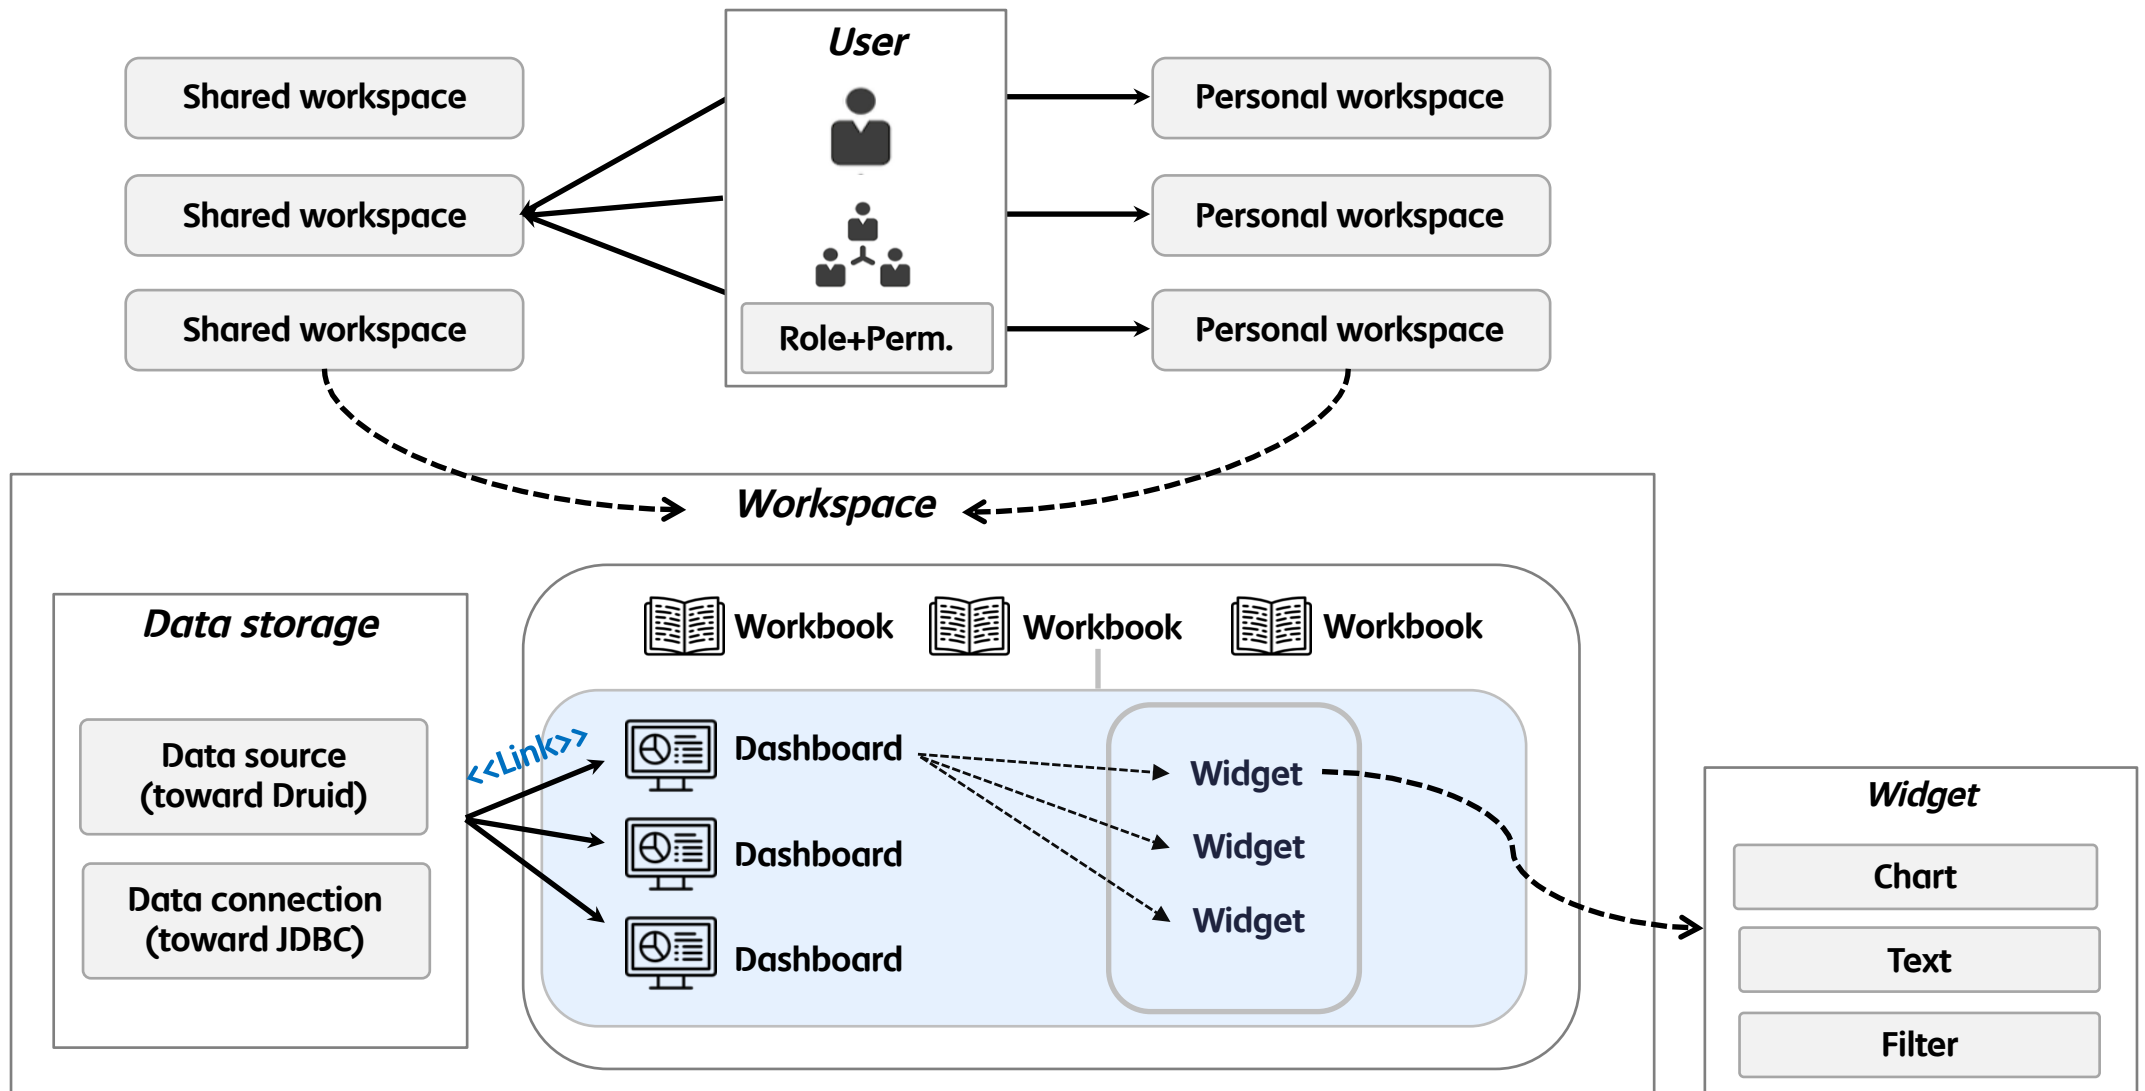 User
Shared workspace
Personal workspace
Shared workspace
Personal workspace
Shared workspace
Role+Perm.
Personal workspace
Workspace
Data storage
Workbook
Workbook
Workbook
Data source
(toward Druid)
Data connection
(toward JDBC)
<<Link>>
Dashboard
Dashboard
Dashboard
Widget
Widget
Widget
Widget
Chart
Text
Filter